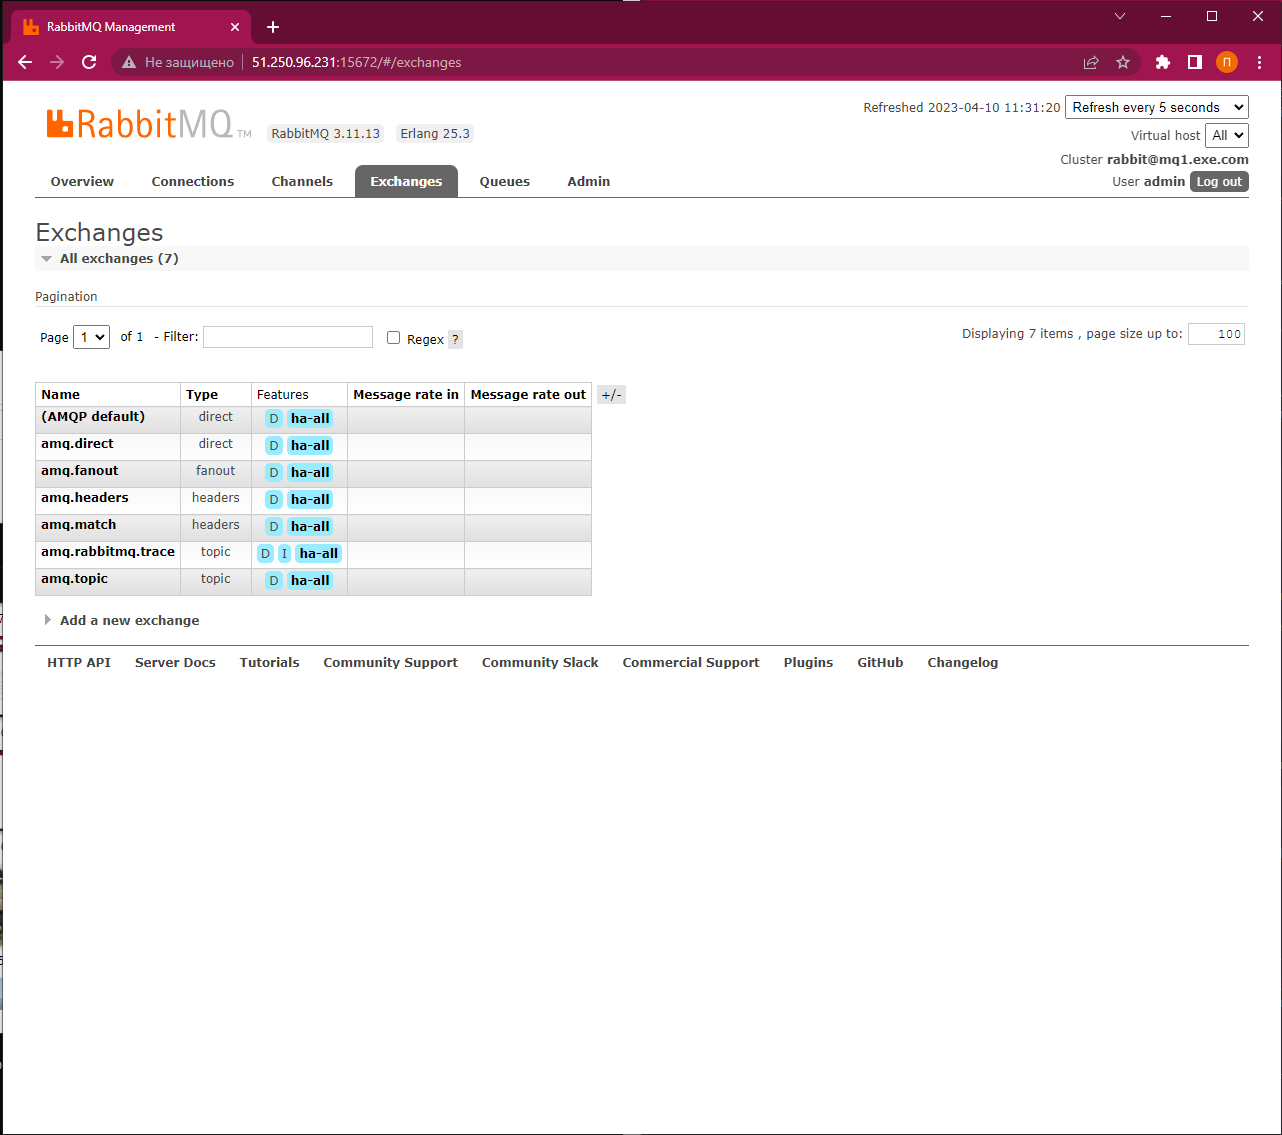 RabbitMQ Management
Не защищено 51.250.96.231:15672/#/exchanges
П
RabbitMQ TM RabbitMQ 3.11.13 Erlang 25.3
Refreshed 2023-04-10 11:31:20 Refresh every 5 seconds
Virtual host All
Cluster rabbit@mq1.exe.com
User admin Log out
Overview Connections Channels Exchanges Queues Admin
Exchanges
All exchanges (7)
Pagination
Page 1 of 1 - Filter: Regex ? Displaying 7 items , page size up to: 100
Name Type Features Message rate in Message rate out +/-
(AMQP default) direct D ha-all
amq.direct direct D ha-all
amq.fanout fanout D ha-all
amq.headers headers D ha-all
amq.match headers D ha-all
amq.rabbitmq.trace topic D I ha-all
amq.topic topic D ha-all
Add a new exchange
HTTP API Server Docs Tutorials Community Support Community Slack Commercial Support Plugins GitHub Changelog